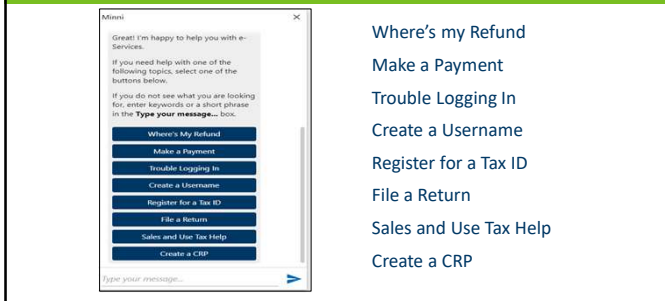 Minni
Great! I'm happy to help you with e-
Services.
If you need help with one of the
following topics, select one of the
buttons below.
If you do not see what you are looking
for, enter keywords or a short phrase
in the Type your message... box.
Where's My Refund
Make a Payment
Trouble Logging In
Create a Username
Register for a Tax ID
File a Return
Sales and Use Tax Help
Create a CRP
Type your message...
Where’s my Refund
Make a Payment
Trouble Logging In
Create a Username
Register for a Tax ID
File a Return
Sales and Use Tax Help
Create a CRP